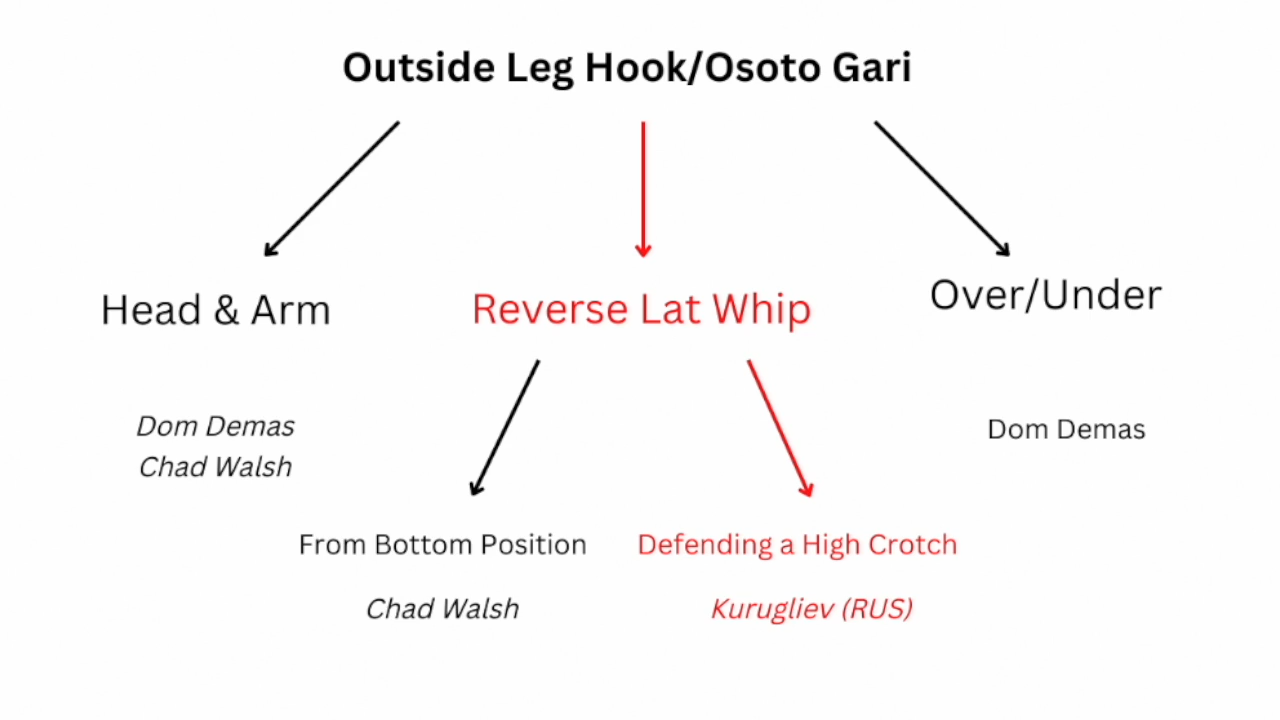 Outside Leg Hook/Osoto Gari
Head & Arm
Reverse Lat Whip
Over/Under
Dom Demas
Chad Walsh
Dom Demas
From Bottom Position
Defending a High Crotch
Chad Walsh
Kurugliev (RUS)